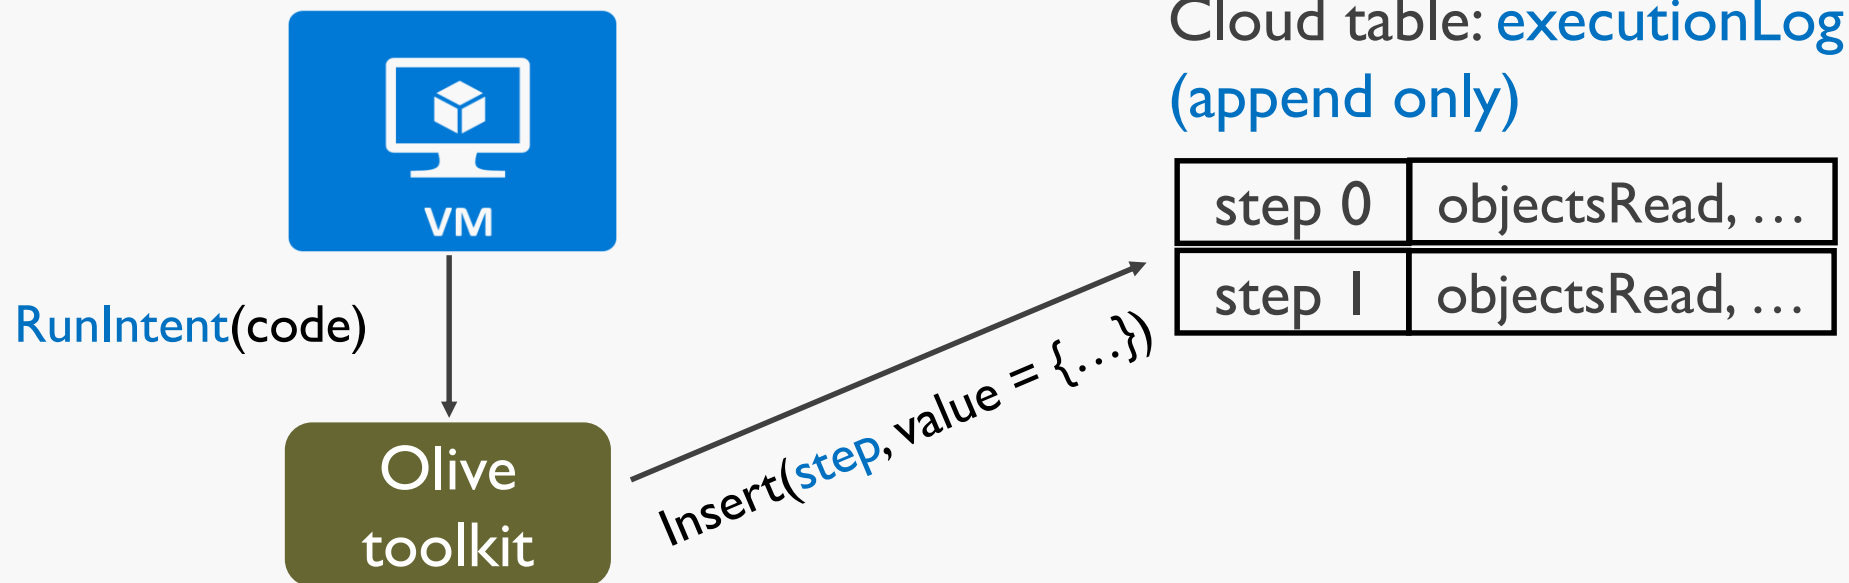 VM
RunIntent(code)
Olive
toolkit
Insert(step, value = {…})
Cloud table: executionLog
(append only)
step 0 objectsRead, …
step 1 objectsRead, …